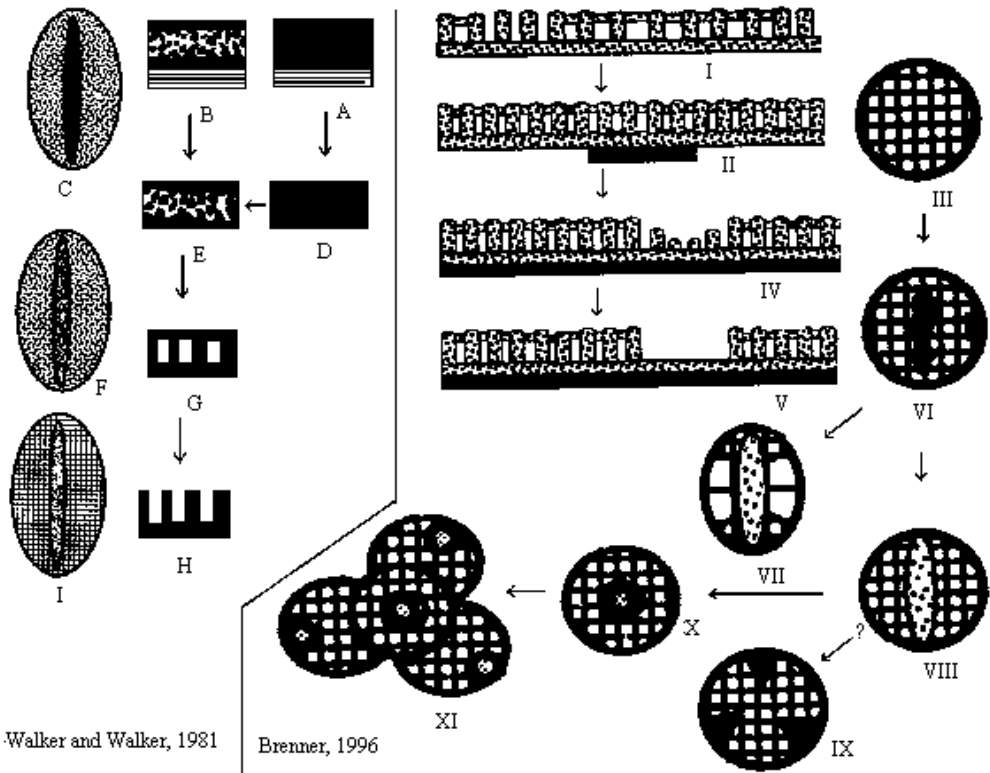 C
B
A
E
D
F
G
I
H
I
II
III
IV
V
VI
VII
VIII
X
IX
XI
?
-Walker and Walker, 1981
Brenner, 1996